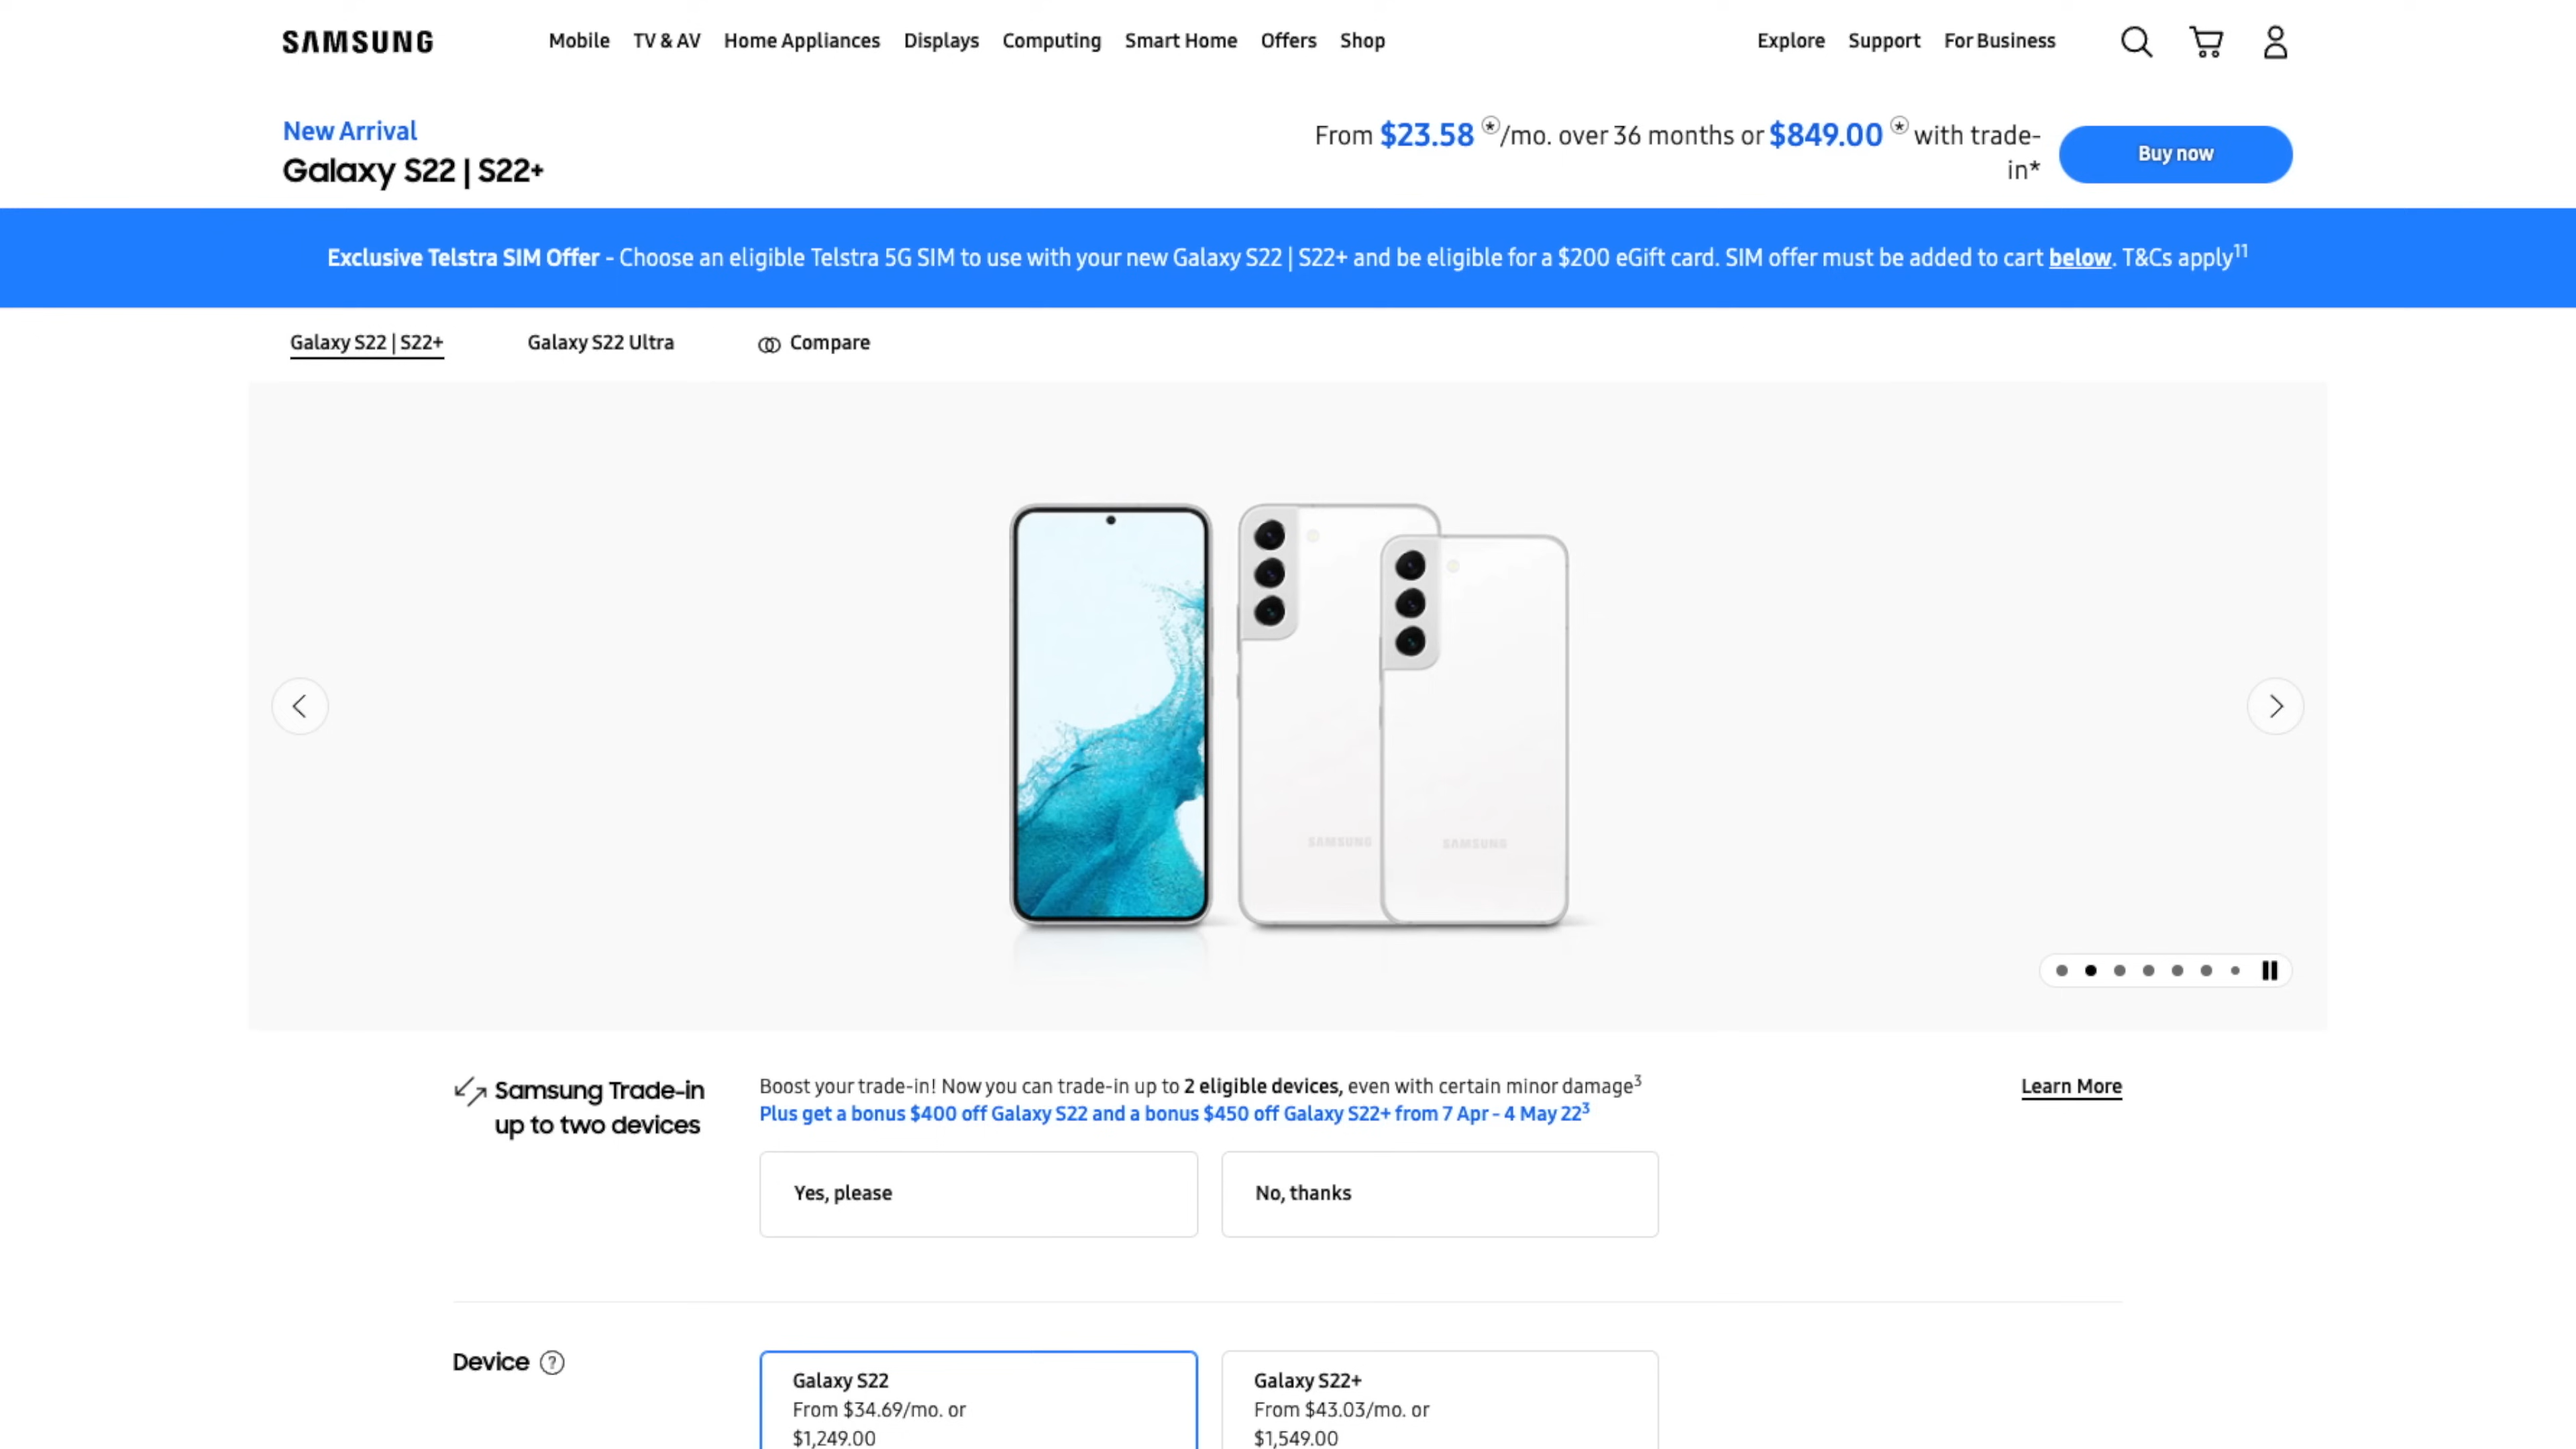 SAMSUNG
Mobile TV & AV Home Appliances Displays Computing Smart Home Offers Shop
Explore Support For Business
New Arrival
Galaxy S22 | S22+
From $23.58 * /mo. over 36 months or $849.00 * with trade-
in*
Buy now
Exclusive Telstra SIM Offer - Choose an eligible Telstra 5G SIM to use with your new Galaxy S22 | S22+ and be eligible for a $200 eGift card. SIM offer must be added to cart below. T&Cs apply11
Galaxy S22 | S22+
Galaxy S22 Ultra
Compare
SAMSUNG
SAMSUNG
Samsung Trade-in
up to two devices
Boost your trade-in! Now you can trade-in up to 2 eligible devices, even with certain minor damage3
Plus get a bonus $400 off Galaxy S22 and a bonus $450 off Galaxy S22+ from 7 Apr - 4 May 223
Learn More
Yes, please
No, thanks
Device ?
Galaxy S22
From $34.69/mo. or
$1,249.00
Galaxy S22+
From $43.03/mo. or
$1,549.00